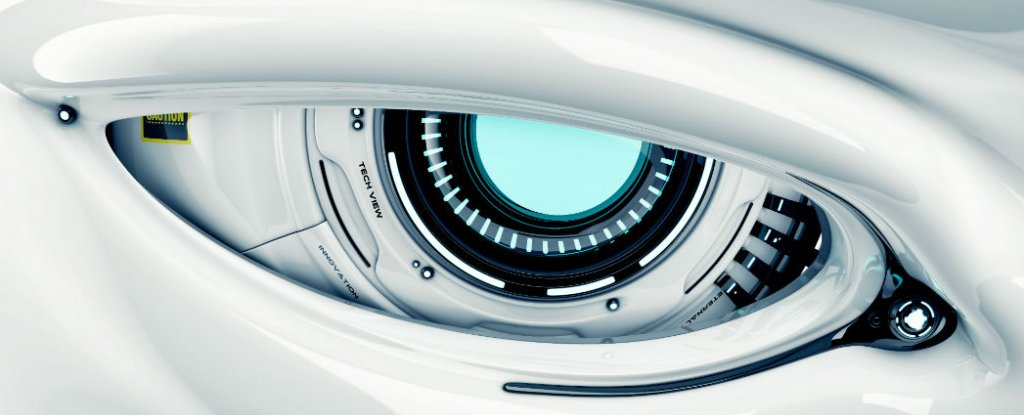 CAUTION
TECH VIEW
INNOVATION
ETERNAL